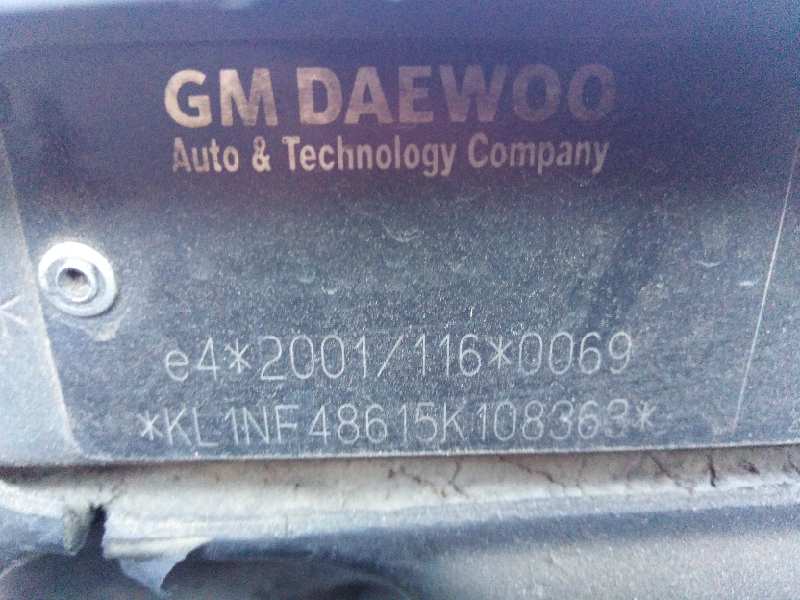 GM DAEWOO
Auto & Technology Company
e4*2001/116*0069
*KL1NF48615K108363*